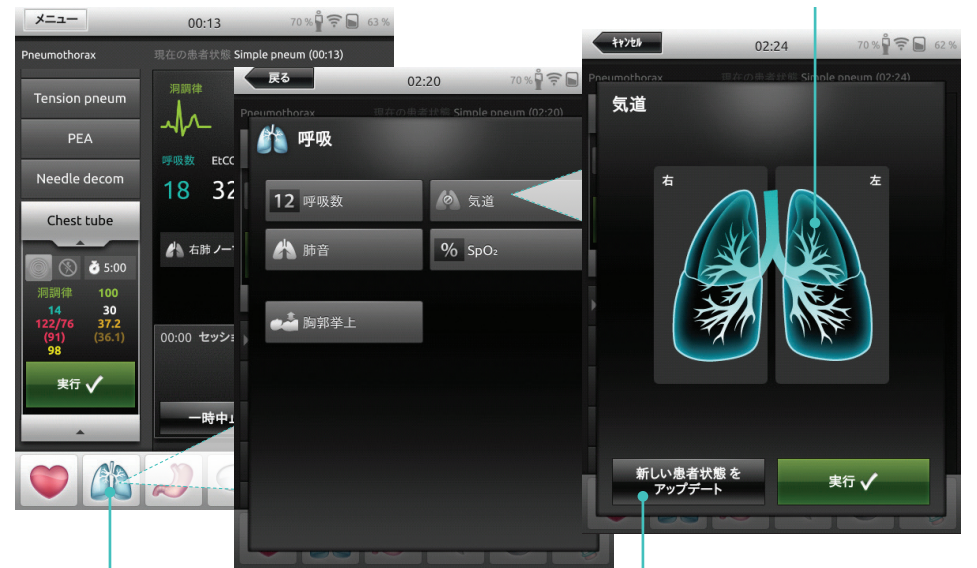 メニュー
00:13
70 %
63 %
Pneumothorax
現在の患者状態 Simple pneum (00:13)
Tension pneum
PEA
Needle decom
Chest tube
5:00
洞調律
100
14
30
122/76
37.2
(91)
(36.1)
98
実行
洞調律
呼吸数
EtCO
18
32
右肺 ノー
00:00 セッショ
一時中
戻る
02:20
70 %
Pneumothorax
現在の患者状態 Simple pneum (02:20)
呼吸
12 呼吸数
気道
肺音
% SpO₂
胸郭挙上
キャンセル
02:24
70 %
62 %
Pneumothorax
現在の患者状態 Simple pneum (02:24)
気道
右
左
新しい患者状態 を
アップデート
実行